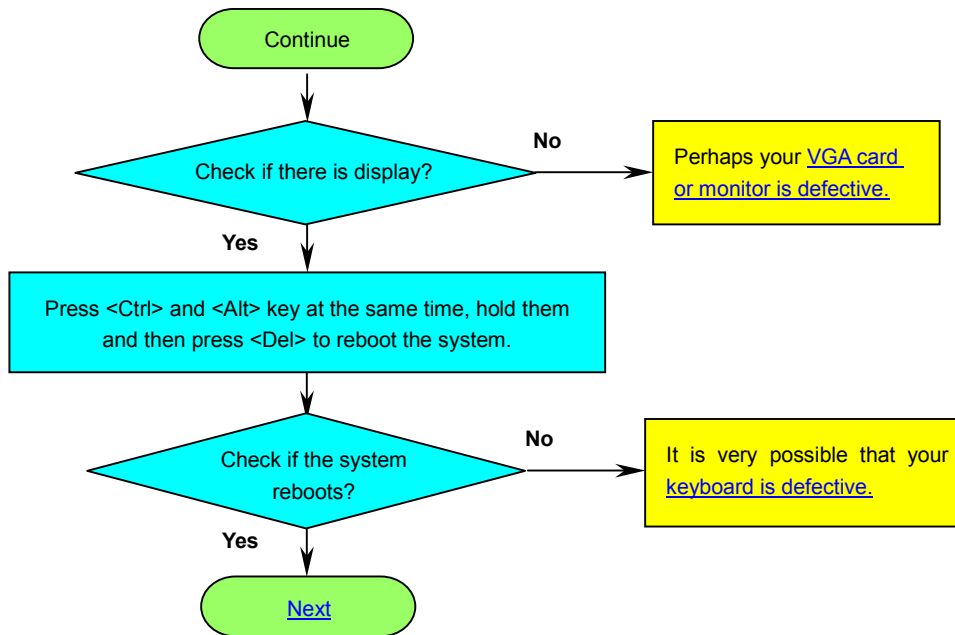 Continue
Check if there is display?
No
Perhaps your VGA card
or monitor is defective.
Yes
Press <Ctrl> and <Alt> key at the same time, hold them
and then press <Del> to reboot the system.
Check if the system
reboots?
No
It is very possible that your
keyboard is defective.
Yes
Next